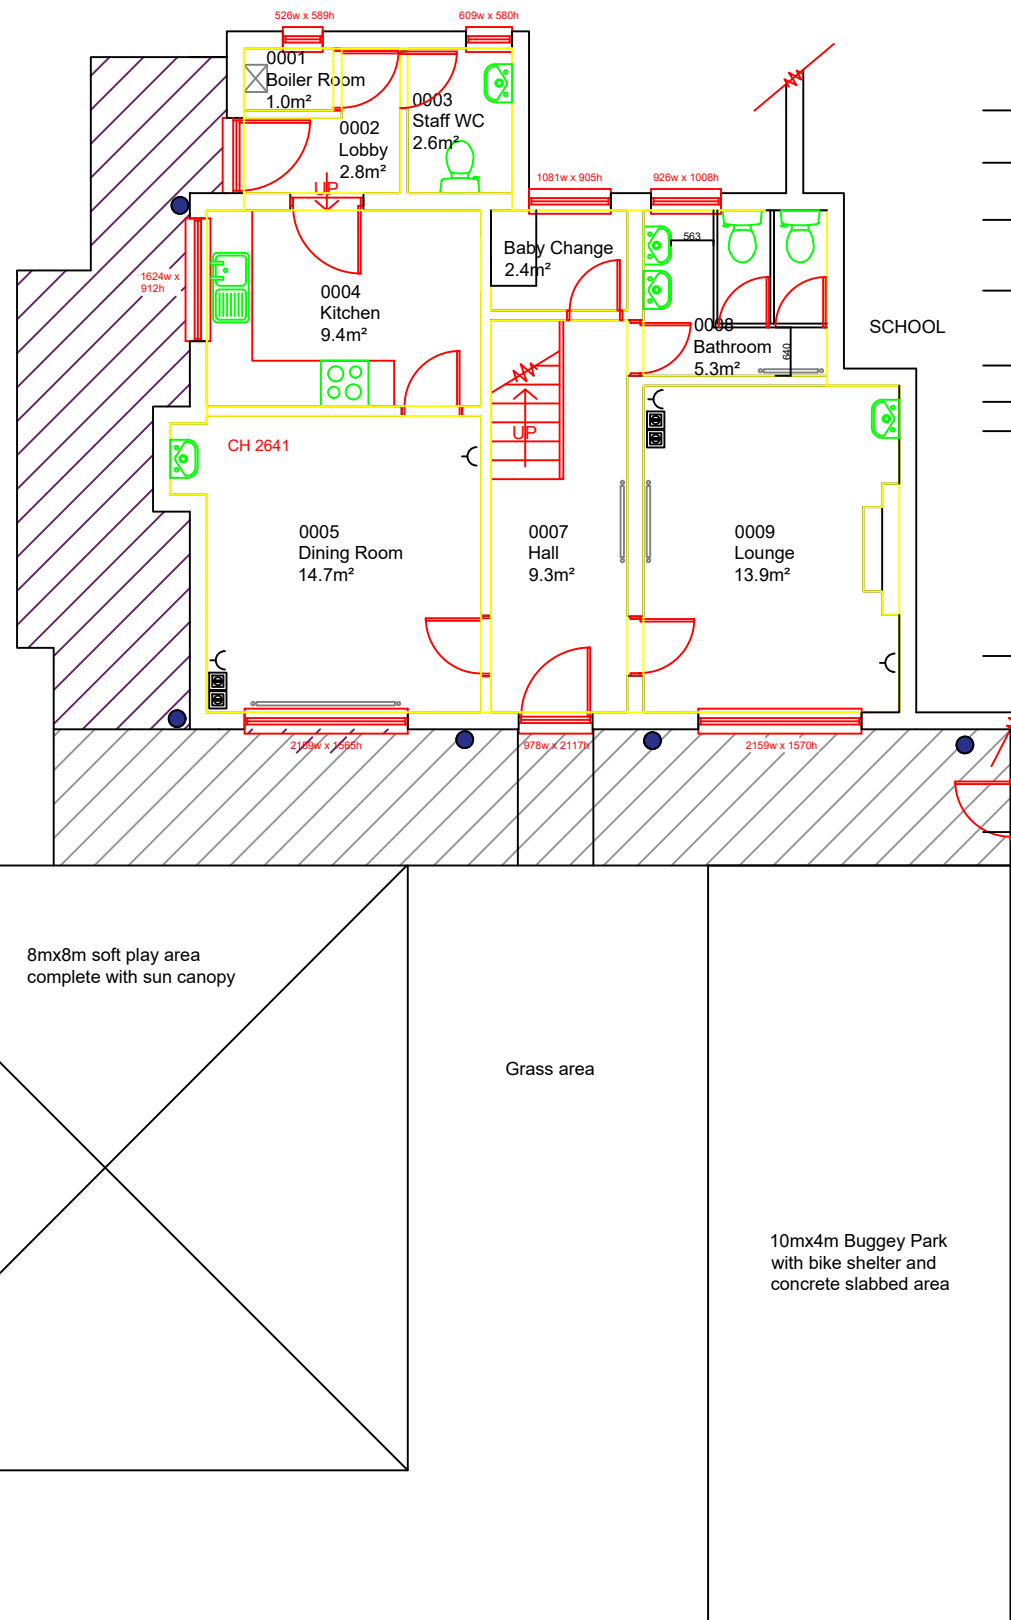 526w x 589h
609w x 580h
0001
Boiler Room
1.0m²
0003
Staff WC
2.6m²
0002
Lobby
2.8m²
UP
1081w x 905h
926w x 1008h
1624w x
912h
0004
Kitchen
9.4m²
Baby Change
2.4m²
563
0008
Bathroom
5.3m²
640
SCHOOL
CH 2641
UP
0005
Dining Room
14.7m²
0007
Hall
9.3m²
0009
Lounge
13.9m²
2189w x 1565h
978w x 2117h
2159w x 1570h
8mx8m soft play area
complete with sun canopy
Grass area
10mx4m Buggey Park
with bike shelter and
concrete slabbed area